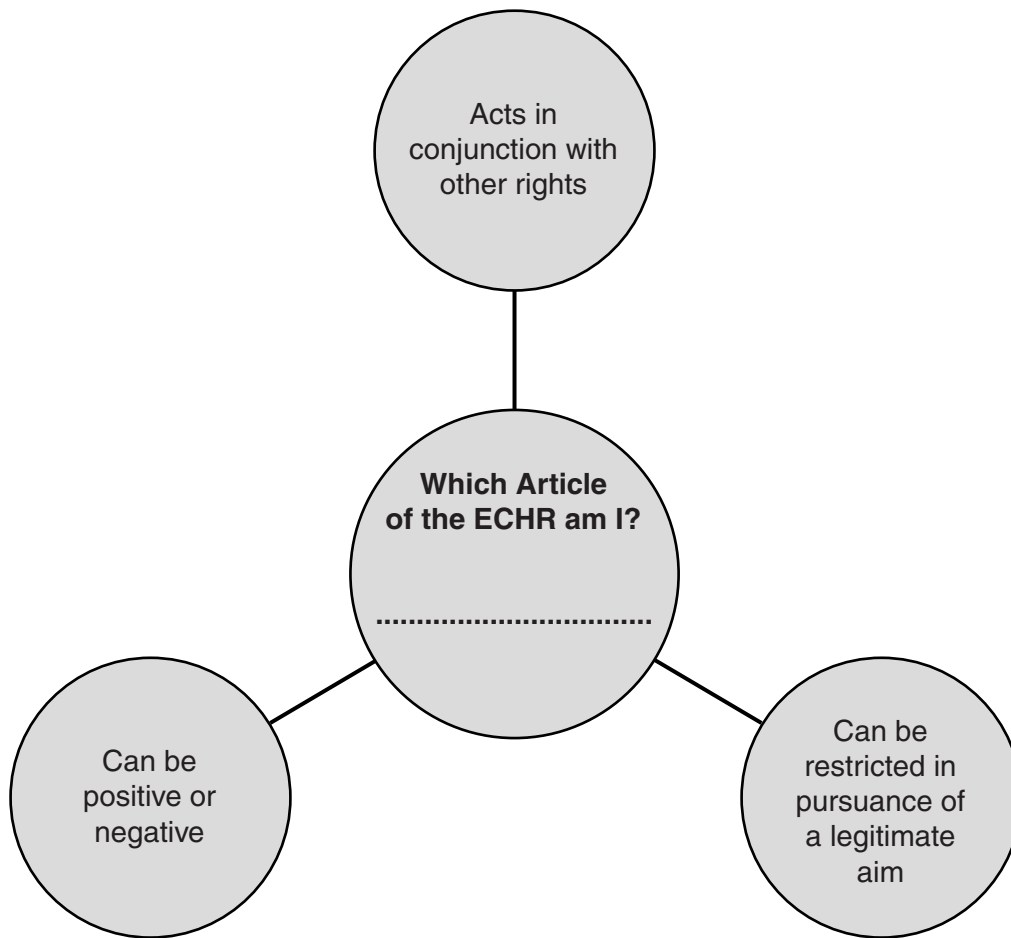 Acts in
conjunction with
other rights
Which Article
of the ECHR am I?
..................................
Can be
positive or
negative
Can be
restricted in
pursuance of
a legitimate
aim